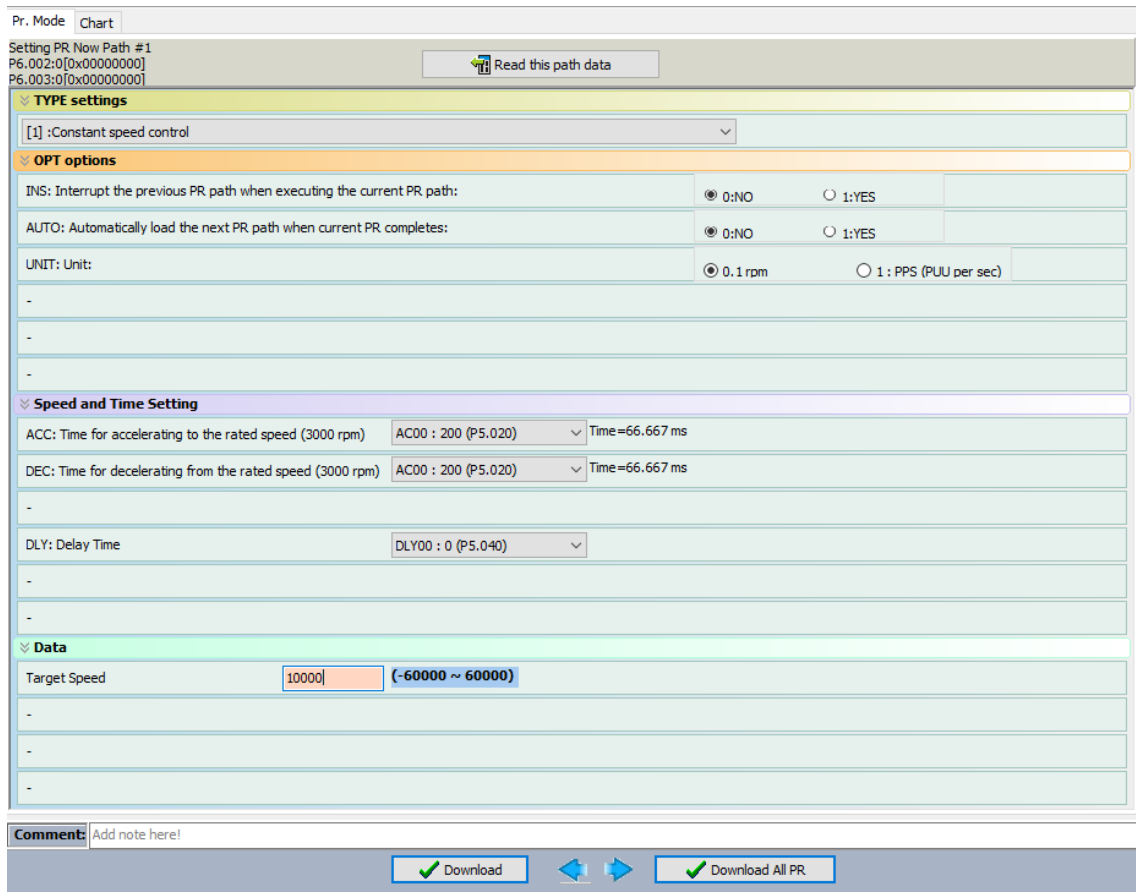 Pr. Mode Chart
Setting PR Now Path #1
P6.002:0[0x00000000]
P6.003:0[0x00000000]
Read this path data
TYPE settings
[1] :Constant speed control
OPT options
INS: Interrupt the previous PR path when executing the current PR path: 0:NO 1:YES
AUTO: Automatically load the next PR path when current PR completes: 0:NO 1:YES
UNIT: Unit: 0.1 rpm 1 : PPS (PUU per sec)
-
-
-
Speed and Time Setting
ACC: Time for accelerating to the rated speed (3000 rpm) AC00 : 200 (P5.020) Time=66.667 ms
DEC: Time for decelerating from the rated speed (3000 rpm) AC00 : 200 (P5.020) Time=66.667 ms
-
DLY: Delay Time DLY00 : 0 (P5.040)
-
-
Data
Target Speed 10000 (-60000 ~ 60000)
-
-
-
Comment: Add note here!
Download Download All PR